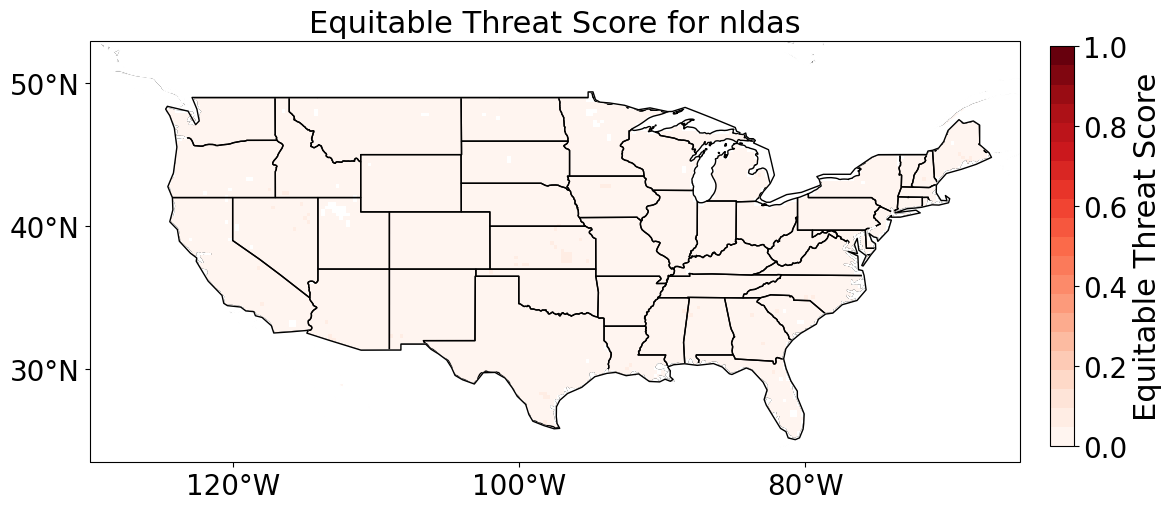 Equitable Threat Score for nldas
50°N
40°N
30°N
120°W
100°W
80°W
1.0
0.8
0.6
0.4
0.2
0.0
Equitable Threat Score